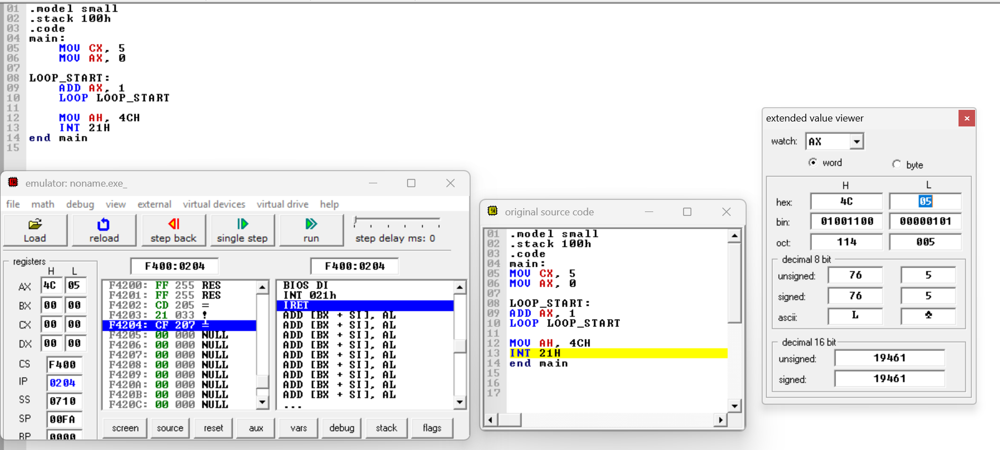 01 .model small
02 .stack 100h
03 .code
04 main:
05 MOV CX, 5
06 MOV AX, 0
07
08 LOOP_START:
09 ADD AX, 1
10 LOOP LOOP_START
11
12 MOV AH, 4CH
13 INT 21H
14 end main
15
emulator: noname.exe_
file math debug view external virtual devices virtual drive help
Load reload step back single step run step delay ms: 0
registers
H L
AX 4C 05
BX 00 00
CX 00 00
DX 00 00
CS F400
IP 0204
SS 0710
SP 00FA
BP 0000
F400:0204 F400:0204
F4200: FF 255 RES
F4201: FF 255 RES
F4202: CD 205 =
F4203: 21 033 !
F4204: CF 207 ╧
F4205: 00 000 NULL
F4206: 00 000 NULL
F4207: 00 000 NULL
F4208: 00 000 NULL
F4209: 00 000 NULL
F420A: 00 000 NULL
F420B: 00 000 NULL
F420C: 00 000 NULL
BIOS DI
INT 021h
IRET
ADD [BX + SI], AL
ADD [BX + SI], AL
ADD [BX + SI], AL
ADD [BX + SI], AL
ADD [BX + SI], AL
ADD [BX + SI], AL
ADD [BX + SI], AL
ADD [BX + SI], AL
ADD [BX + SI], AL
...
screen source reset aux vars debug stack flags
original source code
01 .model small
02 .stack 100h
03 .code
04 main:
05 MOV CX, 5
06 MOV AX, 0
07
08 LOOP_START:
09 ADD AX, 1
10 LOOP LOOP_START
11
12 MOV AH, 4CH
13 INT 21H
14 end main
15
16
17
extended value viewer
watch: AX
word byte
H L
hex: 4C 05
bin: 01001100 00000101
oct: 114 005
decimal 8 bit
unsigned: 76 5
signed: 76 5
ascii: L ♣
decimal 16 bit
unsigned: 19461
signed: 19461